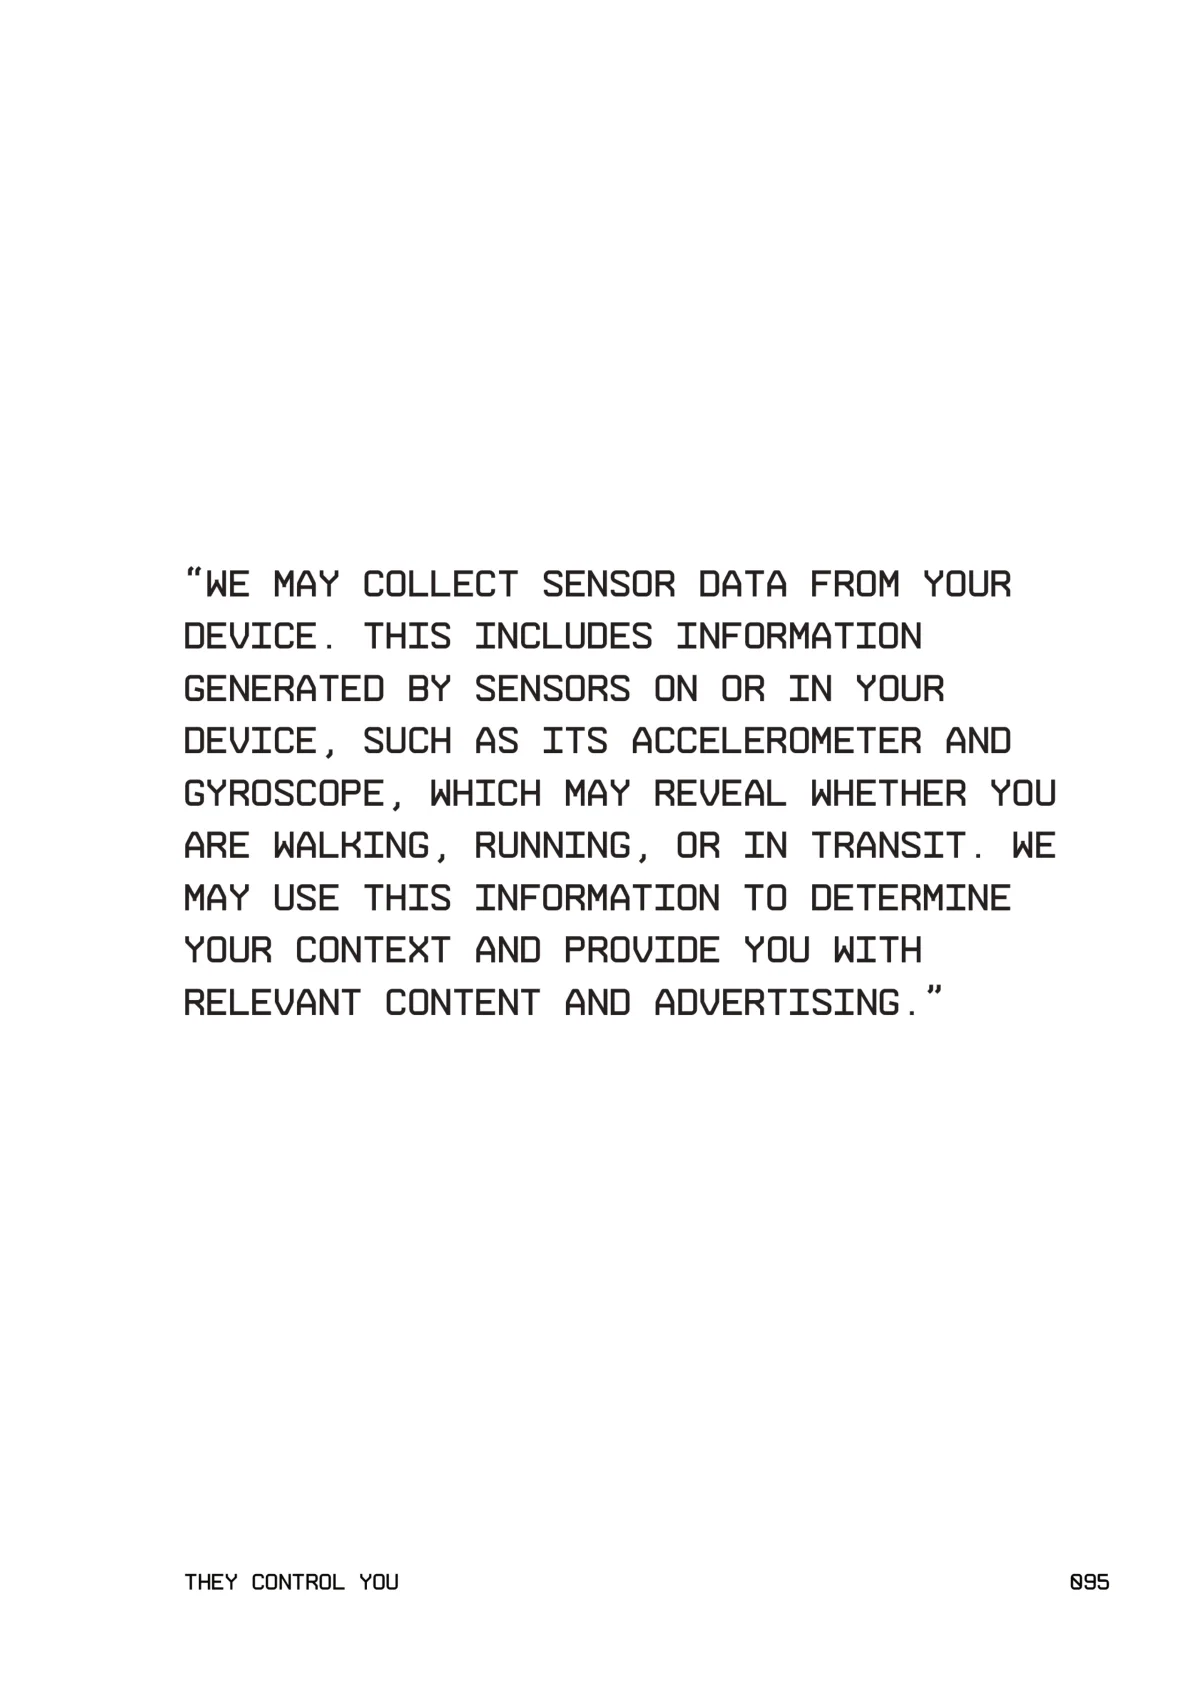 “WE MAY COLLECT SENSOR DATA FROM YOUR
DEVICE. THIS INCLUDES INFORMATION
GENERATED BY SENSORS ON OR IN YOUR
DEVICE, SUCH AS ITS ACCELEROMETER AND
GYROSCOPE, WHICH MAY REVEAL WHETHER YOU
ARE WALKING, RUNNING, OR IN TRANSIT. WE
MAY USE THIS INFORMATION TO DETERMINE
YOUR CONTEXT AND PROVIDE YOU WITH
RELEVANT CONTENT AND ADVERTISING.”
THEY CONTROL YOU 095